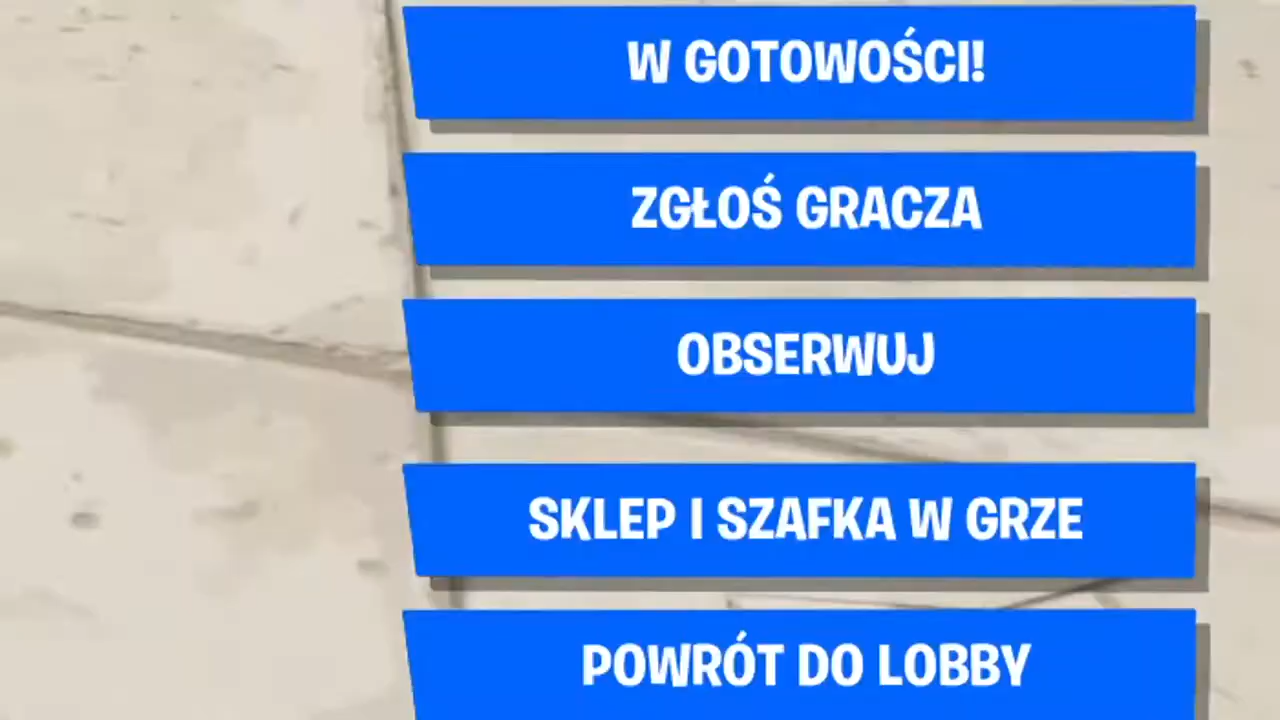 W GOTOWOŚCI!
ZGŁOŚ GRACZA
OBSERWUJ
SKLEP I SZAFKA W GRZE
POWRÓT DO LOBBY